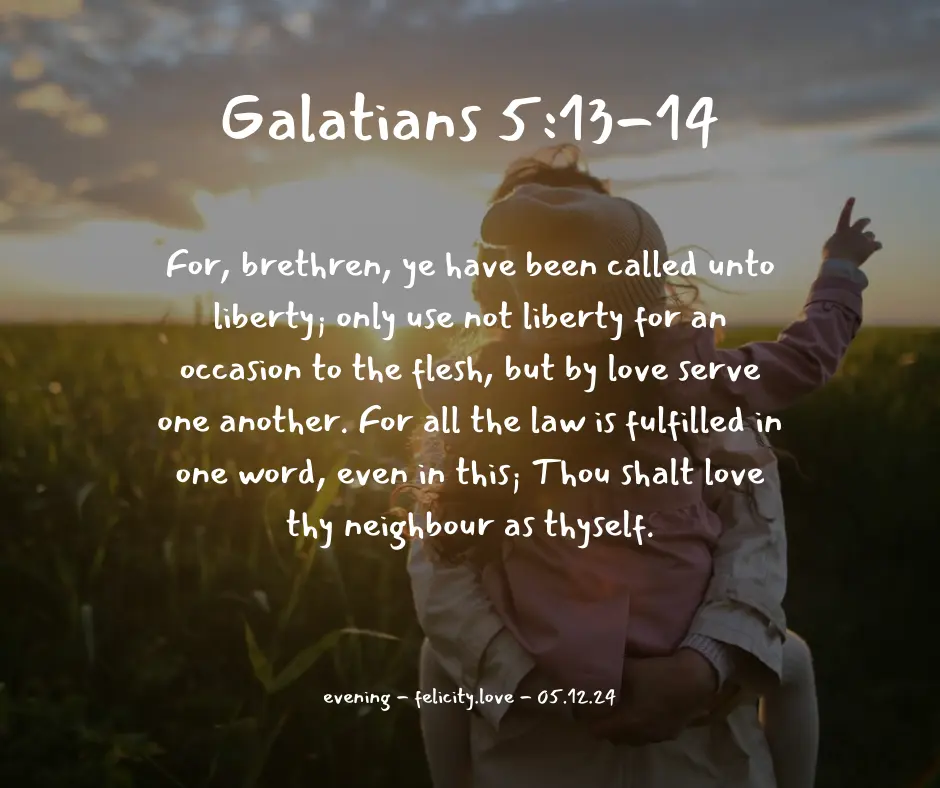 Galatians 5:13-14
For, brethren, ye have been called unto
liberty; only use not liberty for an
occasion to the flesh, but by love serve
one another. For all the law is fulfilled in
one word, even in this; Thou shalt love
thy neighbour as thyself.
evening - felicity.love - 05.12.24